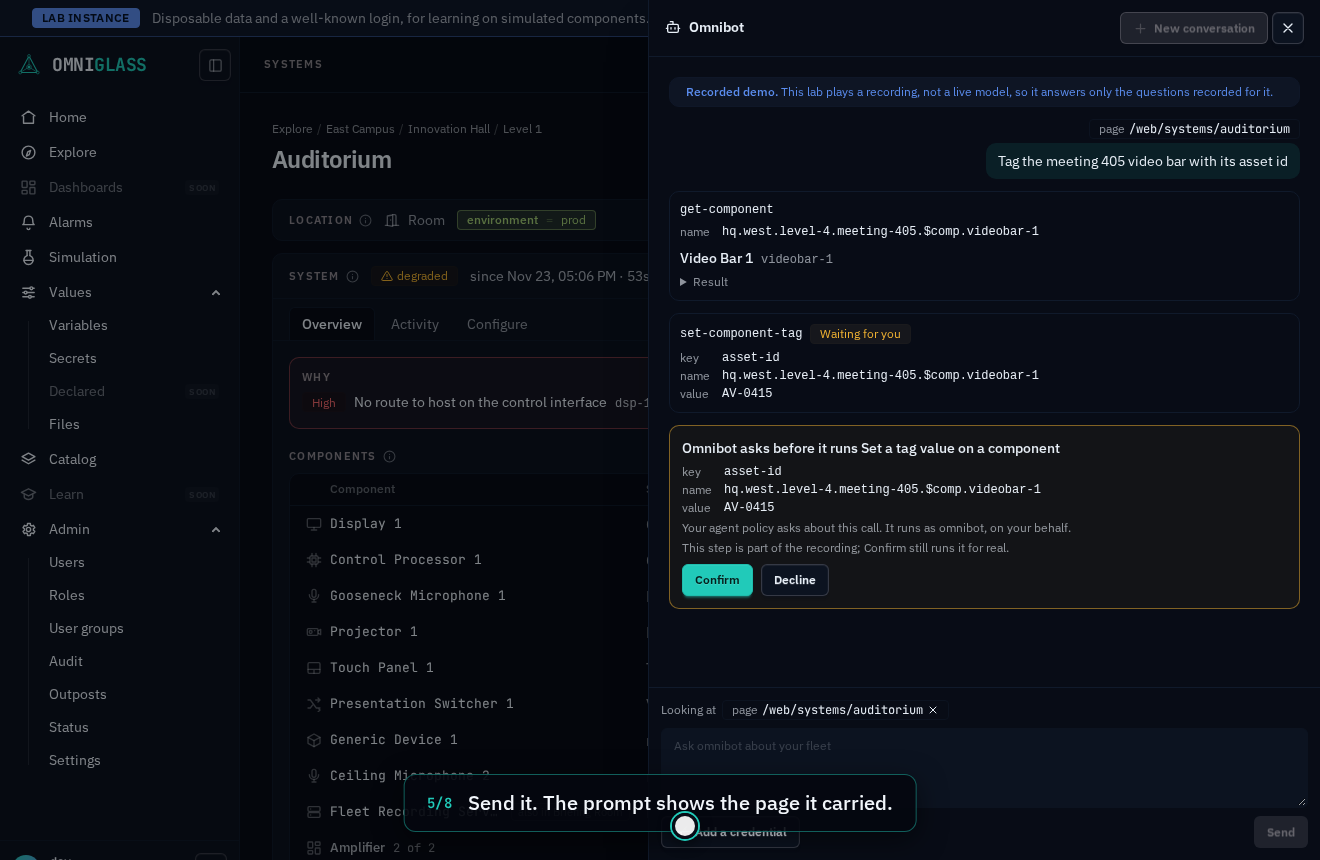 LAB INSTANCE Disposable data and a well-known login, for learning on simulated components.
OMNIGLASS
Home
Explore
Dashboards SOON
Alarms
Simulation
Values
Variables
Secrets
Declared SOON
Files
Catalog
Learn SOON
Admin
Users
Roles
User groups
Audit
Outposts
Status
Settings
SYSTEMS
Explore / East Campus / Innovation Hall / Level 1
Auditorium
LOCATION Room environment = prod
SYSTEM degraded since Nov 23, 05:06 PM · 53s
Overview Activity Configure
WHY
High No route to host on the control interface dsp-1
COMPONENTS
Component
Display 1
Control Processor 1
Gooseneck Microphone 1
Projector 1
Touch Panel 1
Presentation Switcher 1
Generic Device 1
Ceiling Microphone 2
Amplifier 2 of 2
Omnibot
+ New conversation
Recorded demo. This lab plays a recording, not a live model, so it answers only the questions recorded for it.
page /web/systems/auditorium
Tag the meeting 405 video bar with its asset id
get-component
name hq.west.level-4.meeting-405.$comp.videobar-1
Video Bar 1 videobar-1
Result
set-component-tag Waiting for you
key asset-id
name hq.west.level-4.meeting-405.$comp.videobar-1
value AV-0415
Omnibot asks before it runs Set a tag value on a component
key asset-id
name hq.west.level-4.meeting-405.$comp.videobar-1
value AV-0415
Your agent policy asks about this call. It runs as omnibot, on your behalf.
This step is part of the recording; Confirm still runs it for real.
Confirm Decline
Looking at page /web/systems/auditorium ×
Ask omnibot about your fleet
5/8 Send it. The prompt shows the page it carried.
a credential
Send